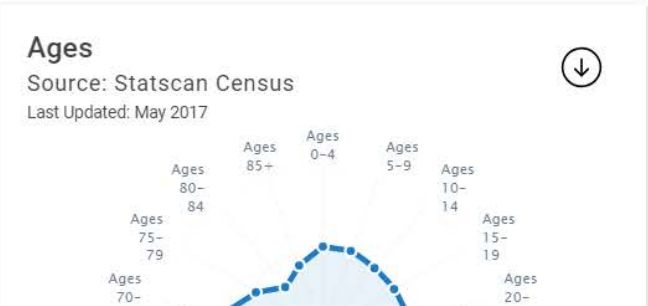 Ages
Source: Statscan Census
Last Updated: May 2017
Ages
0-4
Ages
85+
Ages
5-9
Ages
80-
84
Ages
10-
14
Ages
75-
79
Ages
15-
19
Ages
70-
Ages
20-